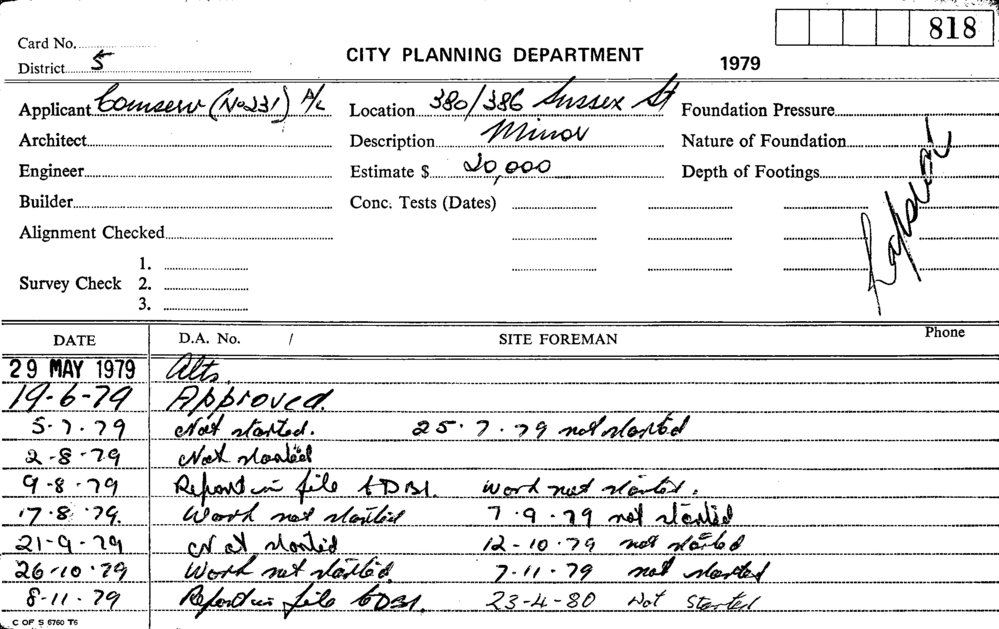 818
Card No.
CITY PLANNING DEPARTMENT 1979
District 5
Applicant Comserv (No 231) A/c Location 380/386 Sussex St Foundation Pressure
Architect Description Minor Nature of Foundation
Engineer Estimate $ 20,000 Depth of Footings
Builder Conc. Tests (Dates)
Lapsed
Alignment Checked
1.
Survey Check 2.
3.
DATE D.A. No. / SITE FOREMAN Phone
29 MAY 1979 Alts.
19-6-79 Approved.
5.7.79 Not started. 25.7.79 not started
2-8-79 Not started
9-8-79 Report in file to DBI. Work not started.
17.8.79. Work not started 7-9-79 not started
21-9-79 Not started 12-10-79 not started
26-10-79 Work not started. 7-11-79 not started
8-11-79 Report in file to DBI. 23-4-80 Not Started
C OF S 6760 T6